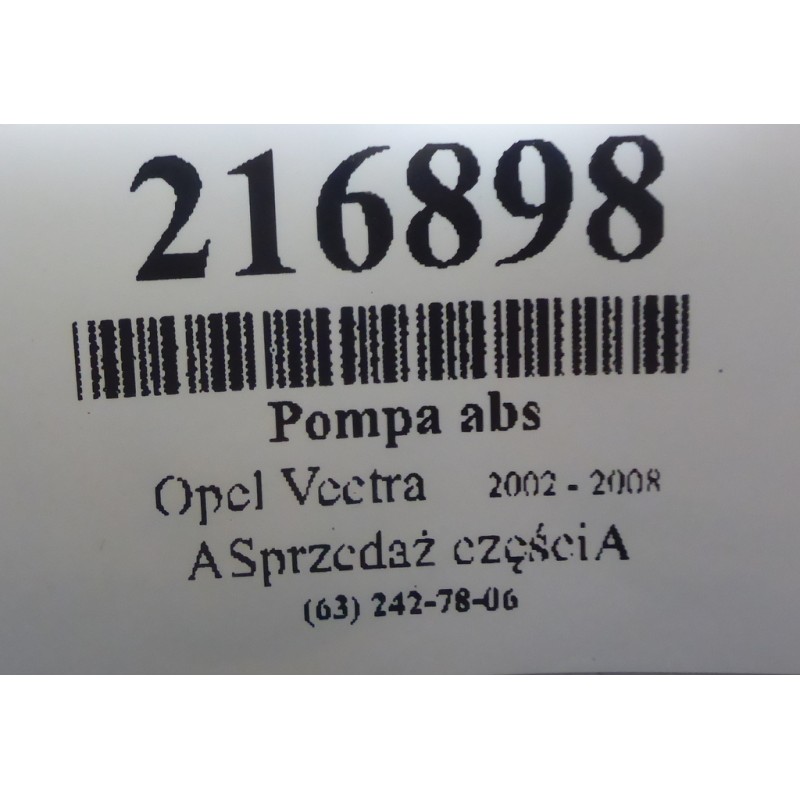 216898
Pompa abs
Opel Vectra 2002 - 2008
ASprzedaż częściA
(63) 242-78-06